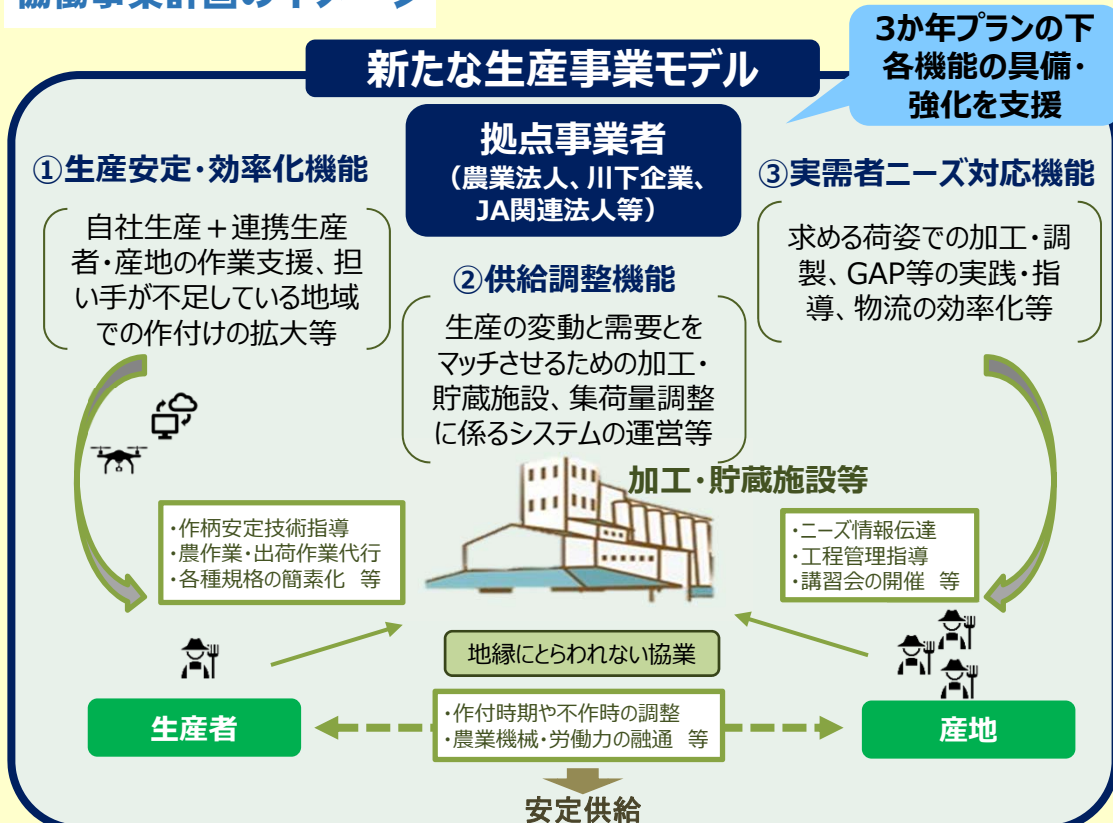 協働事業計画のイメージ
3か年プランの下
各機能の具備・
強化を支援
新たな生産事業モデル
拠点事業者
（農業法人、川下企業、
JA関連法人等）
①生産安定・効率化機能
自社生産＋連携生産
者・産地の作業支援、担
い手が不足している地域
での作付けの拡大等
②供給調整機能
生産の変動と需要とを
マッチさせるための加工・
貯蔵施設、集荷量調整
に係るシステムの運営等
③実需者ニーズ対応機能
求める荷姿での加工・調
製、GAP等の実践・指
導、物流の効率化等
加工・貯蔵施設等
・作柄安定技術指導
・農作業・出荷作業代行
・各種規格の簡素化　等
・ニーズ情報伝達
・工程管理指導
・講習会の開催　等
地縁にとらわれない協業
生産者
・作付時期や不作時の調整
・農業機械・労働力の融通　等
産地
安定供給